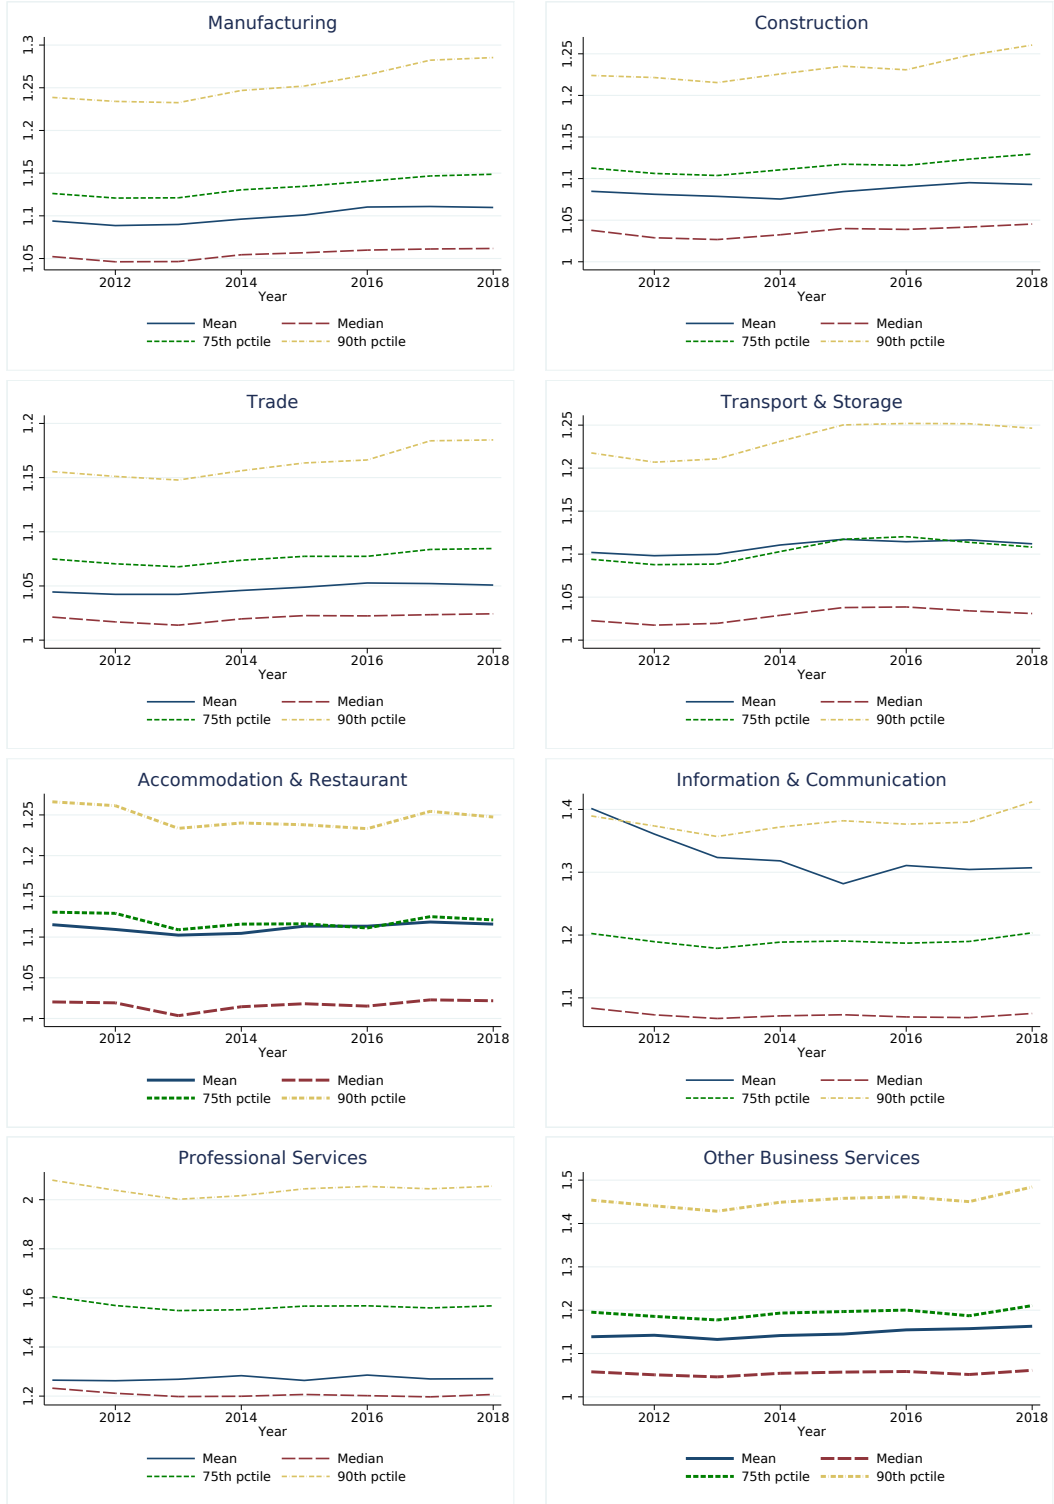 Manufacturing
1.3
1.25
1.2
1.15
1.1
1.05
2012 2014 2016 2018
Year
Mean Median
75th pctile 90th pctile
Construction
1.25
1.2
1.15
1.1
1.05
1
2012 2014 2016 2018
Year
Mean Median
75th pctile 90th pctile
Trade
1.2
1.15
1.1
1.05
1
2012 2014 2016 2018
Year
Mean Median
75th pctile 90th pctile
Transport & Storage
1.25
1.2
1.15
1.1
1.05
1
2012 2014 2016 2018
Year
Mean Median
75th pctile 90th pctile
Accommodation & Restaurant
1.25
1.2
1.15
1.1
1.05
1
2012 2014 2016 2018
Year
Mean Median
75th pctile 90th pctile
Information & Communication
1.4
1.3
1.2
1.1
2012 2014 2016 2018
Year
Mean Median
75th pctile 90th pctile
Professional Services
2
1.8
1.6
1.4
1.2
2012 2014 2016 2018
Year
Mean Median
75th pctile 90th pctile
Other Business Services
1.5
1.4
1.3
1.2
1.1
1
2012 2014 2016 2018
Year
Mean Median
75th pctile 90th pctile